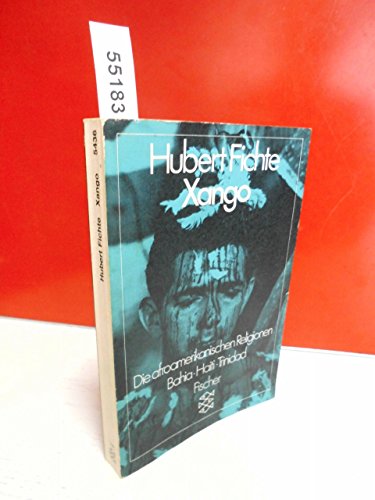 55183
Hubert Fichte
Xango
Die afroamerikanischen Religionen
Bahia · Haiti · Trinidad
Fischer
Hubert Fichte Xango 5436